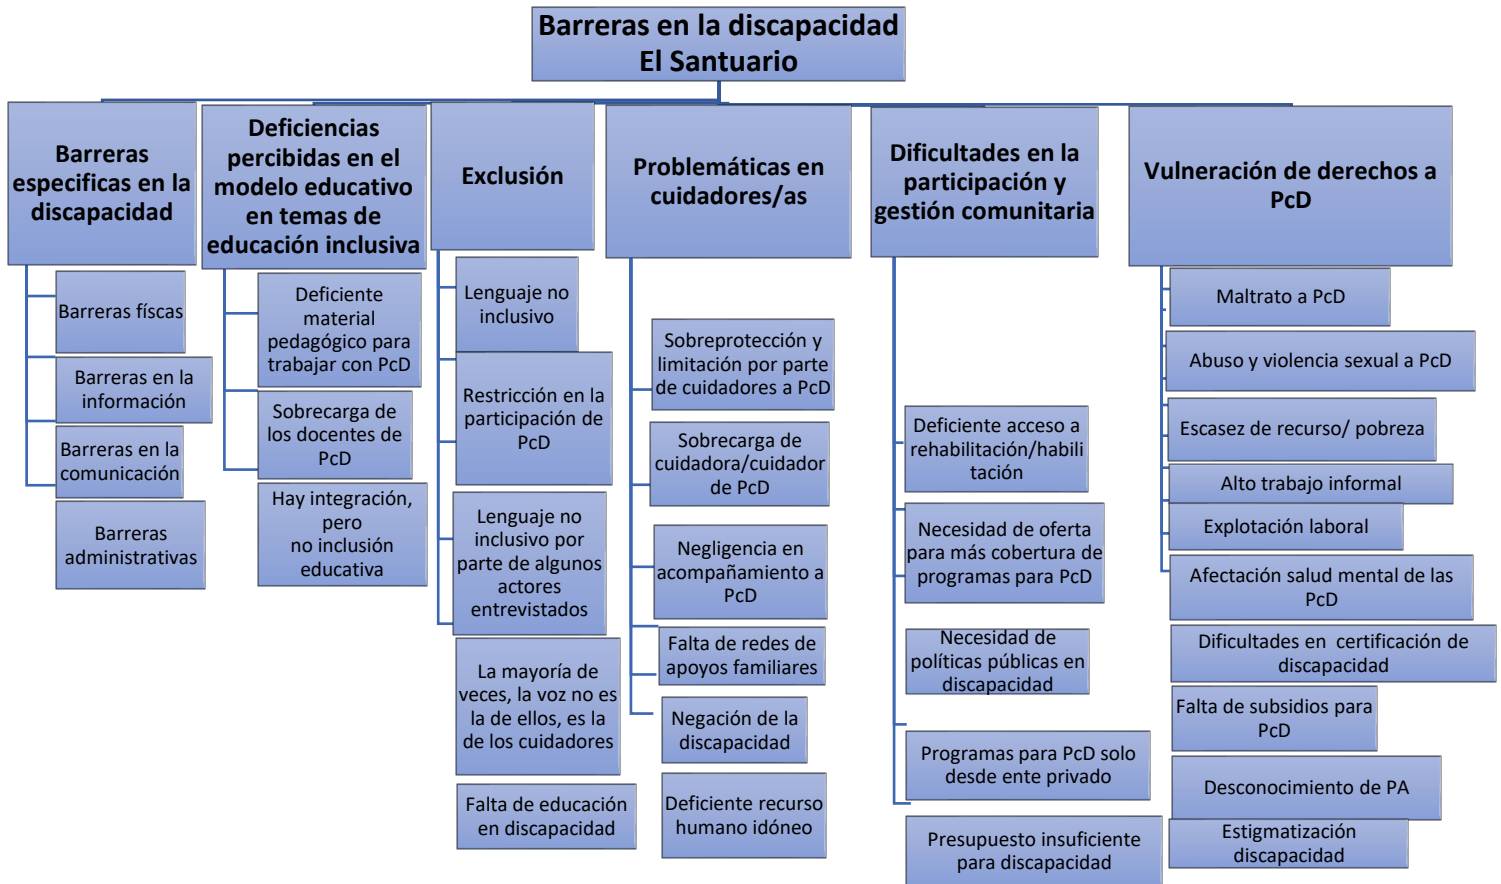 Barreras en la discapacidad
El Santuario
Barreras
especificas en la
discapacidad
Barreras físcas
Barreras en la
información
Barreras en la
comunicación
Barreras
administrativas
Deficiencias
percibidas en el
modelo educativo
en temas de
educación inclusiva
Deficiente
material
pedagógico para
trabajar con PcD
Sobrecarga de
los docentes de
PcD
Hay integración,
pero
no inclusión
educativa
Exclusión
Lenguaje no
inclusivo
Restricción en la
participación de
PcD
Lenguaje no
inclusivo por
parte de algunos
actores
entrevistados
La mayoría de
veces, la voz no es
la de ellos, es la
de los cuidadores
Falta de educación
en discapacidad
Problemáticas en
cuidadores/as
Sobreprotección y
limitación por parte
de cuidadores a PcD
Sobrecarga de
cuidadora/cuidador
de PcD
Negligencia en
acompañamiento a
PcD
Falta de redes de
apoyos familiares
Negación de la
discapacidad
Deficiente recurso
humano idóneo
Dificultades en la
participación y
gestión comunitaria
Deficiente acceso a
rehabilitación/habili
tación
Necesidad de oferta
para más cobertura de
programas para PcD
Necesidad de
políticas públicas en
discapacidad
Programas para PcD solo
desde ente privado
Presupuesto insuficiente
para discapacidad
Vulneración de derechos a
PcD
Maltrato a PcD
Abuso y violencia sexual a PcD
Escasez de recurso/ pobreza
Alto trabajo informal
Explotación laboral
Afectación salud mental de las
PcD
Dificultades en certificación de
discapacidad
Falta de subsidios para
PcD
Desconocimiento de PA
Estigmatización
discapacidad